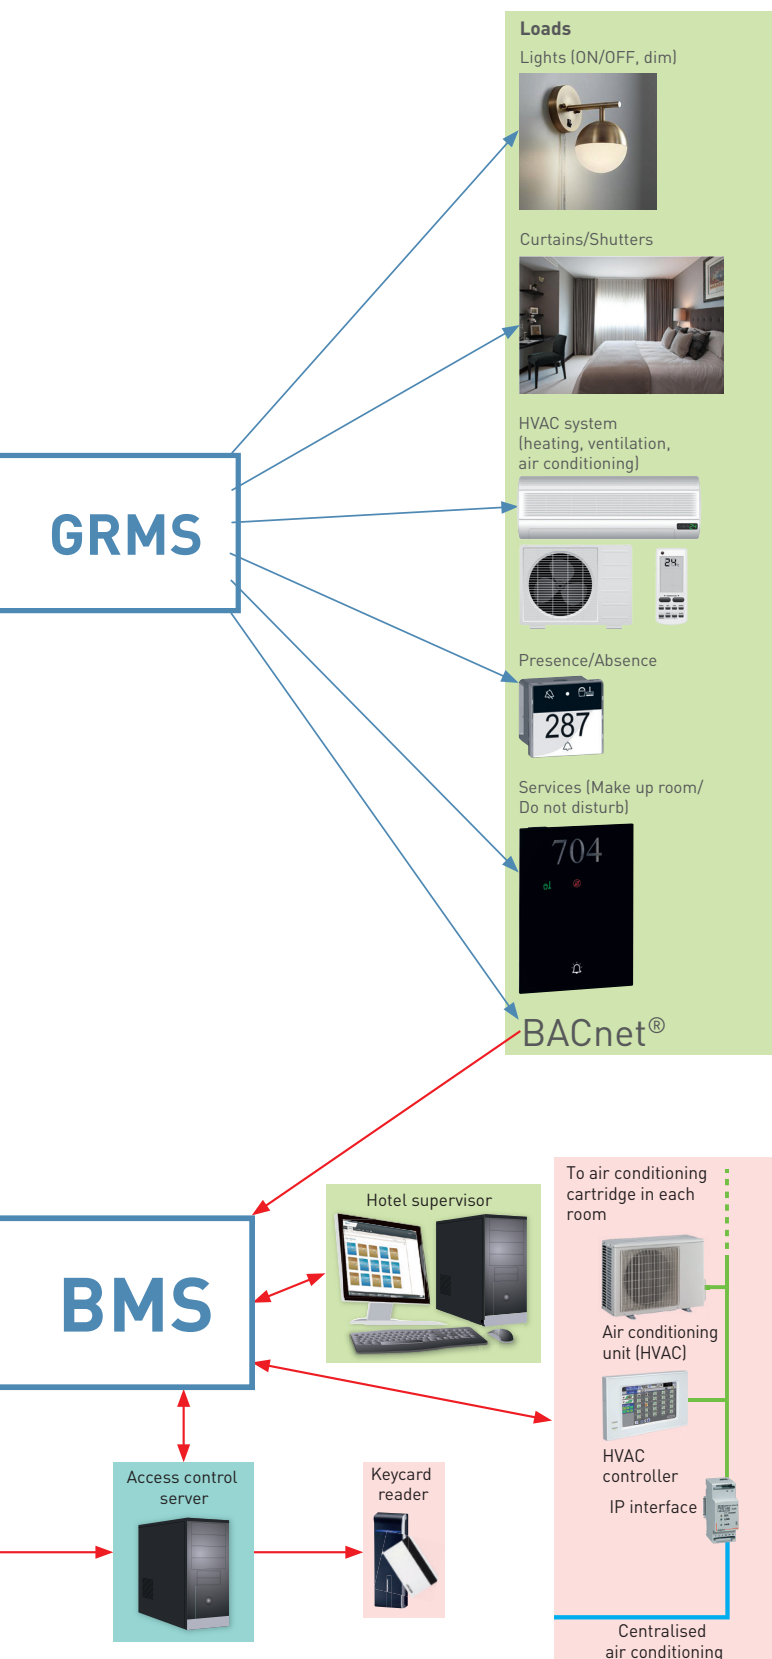 Loads
Lights (ON/OFF, dim)
Curtains/Shutters
HVAC system
(heating, ventilation,
air conditioning)
GRMS
24
Presence/Absence
287
Services (Make up room/
Do not disturb)
704
BACnet®
To air conditioning
cartridge in each
room
Hotel supervisor
BMS
Air conditioning
unit (HVAC)
HVAC
controller
IP interface
Access control
server
Keycard
reader
Centralised
air conditioning